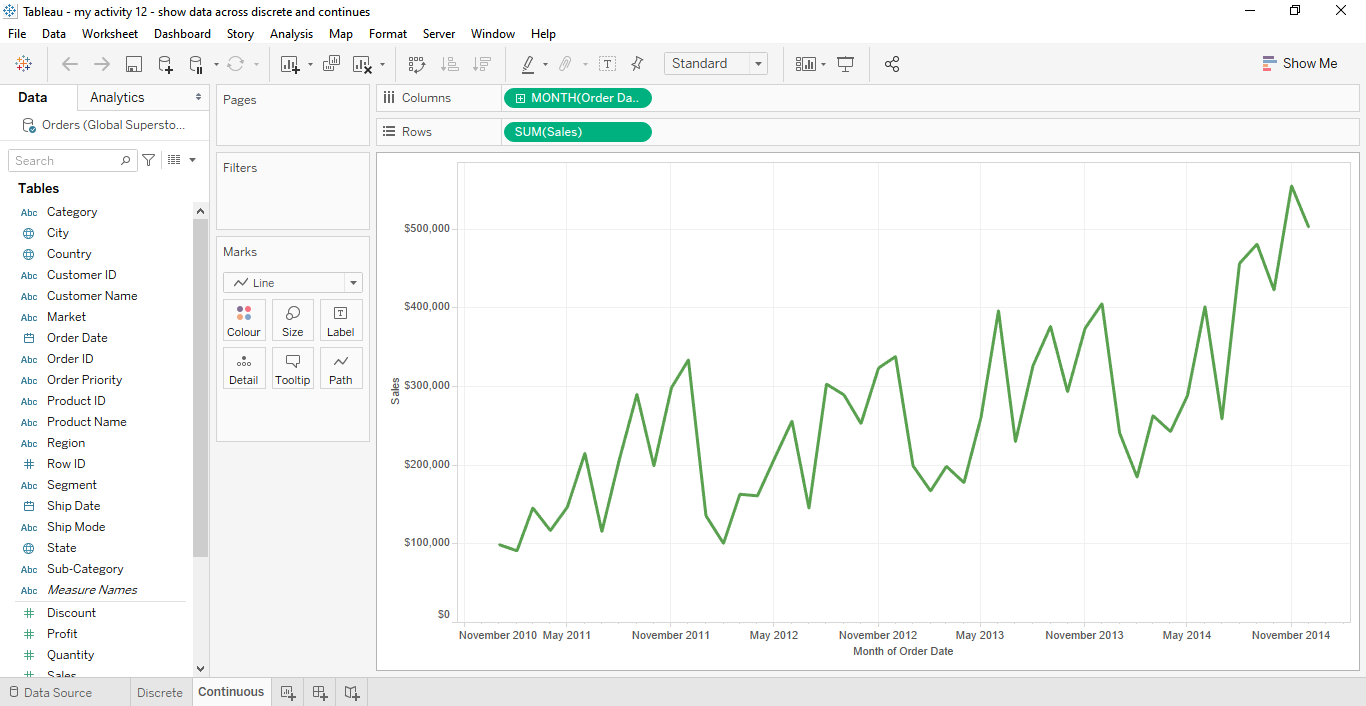 Tableau - my activity 12 - show data across discrete and continues
File Data Worksheet Dashboard Story Analysis Map Format Server Window Help
Standard
Show Me
Data Analytics
Orders (Global Supersto...
Search
Tables
Abc Category
City
Country
Abc Customer ID
Abc Customer Name
Abc Market
Order Date
Abc Order ID
Abc Order Priority
Abc Product ID
Abc Product Name
Abc Region
# Row ID
Abc Segment
Ship Date
Abc Ship Mode
State
Abc Sub-Category
Abc Measure Names
# Discount
# Profit
# Quantity
# Sales
Pages
Filters
Marks
Line
Colour Size Label
Detail Tooltip Path
Columns MONTH(Order Da..
Rows SUM(Sales)
Sales
$500,000
$400,000
$300,000
$200,000
$100,000
$0
November 2010 May 2011 November 2011 May 2012 November 2012 May 2013 November 2013 May 2014 November 2014
Month of Order Date
Data Source Discrete Continuous